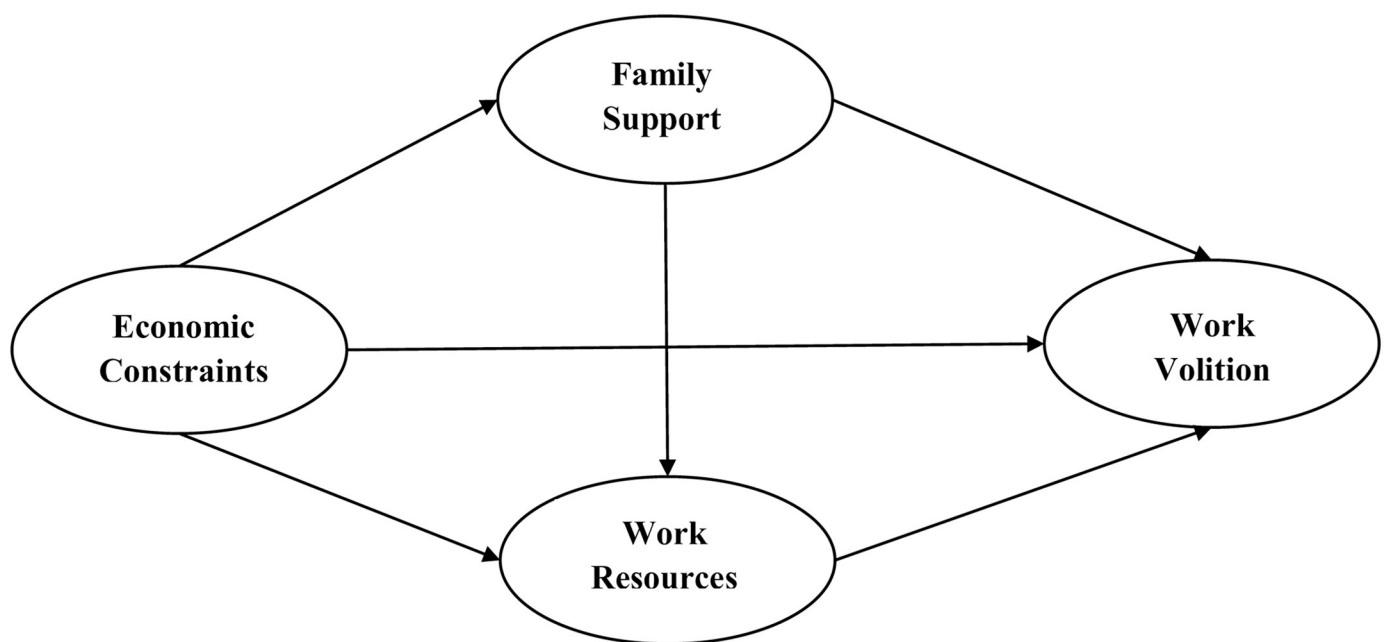 Family
Support
Economic
Constraints
Work
Volition
Work
Resources